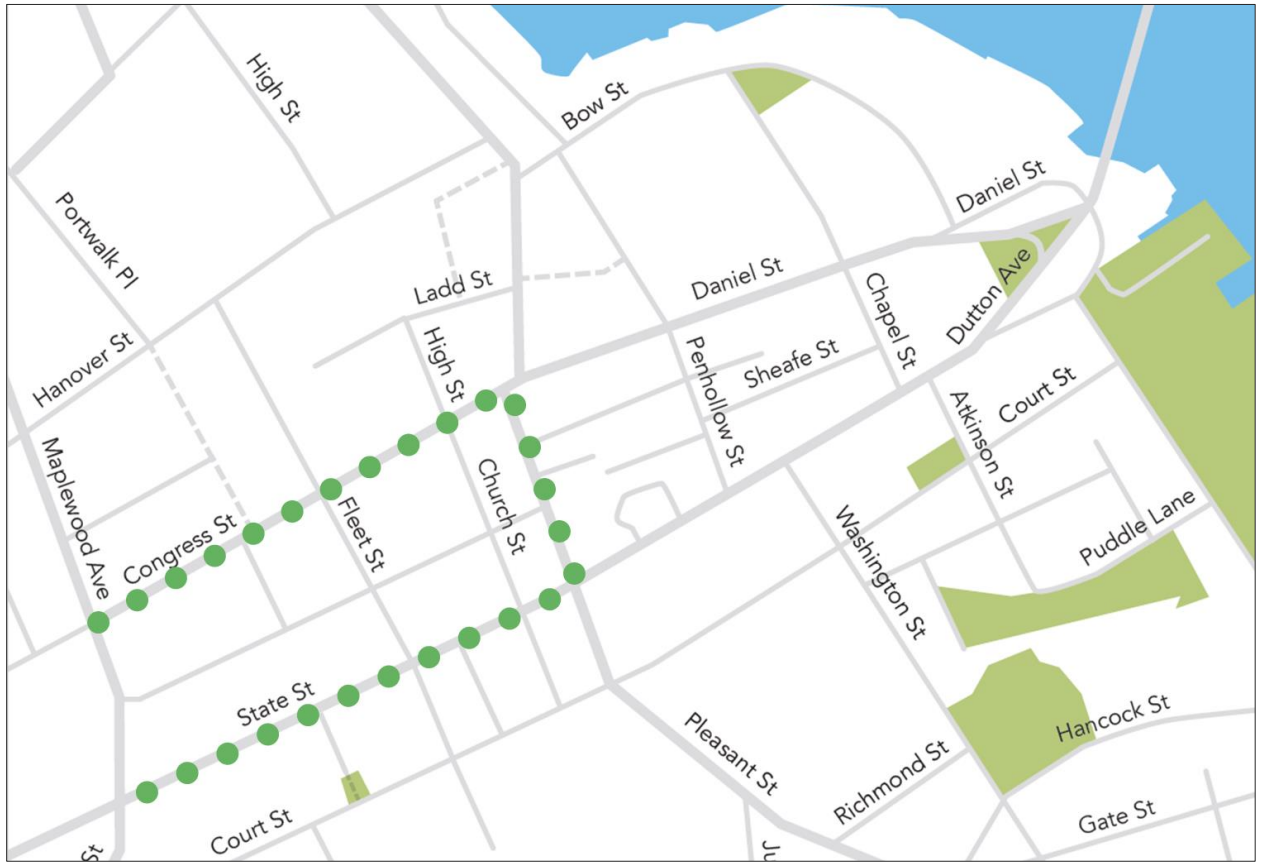 High St
Bow St
Portwalk Pl
Daniel St
Ladd St
Daniel St
Dutton Ave
Chapel St
Hanover St
High St
Penhollow St
Sheafe St
Court St
Atkinson St
Maplewood Ave
Congress St
Fleet St
Church St
Washington St
Puddle Lane
State St
Pleasant St
Hancock St
Richmond St
Gate St
Court St
St
Ju